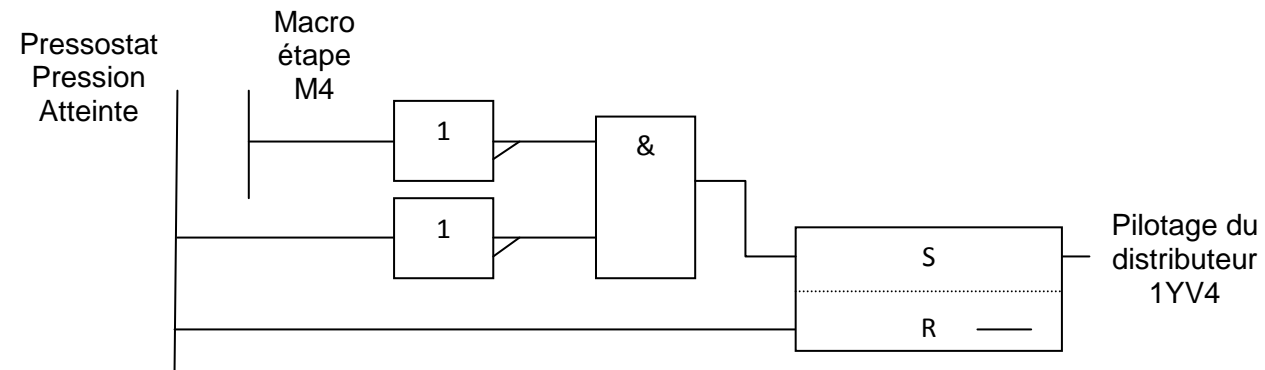 Pressostat
Pression
Atteinte
Macro
étape
M4
1
&
1
S
R
Pilotage du
distributeur
1YV4